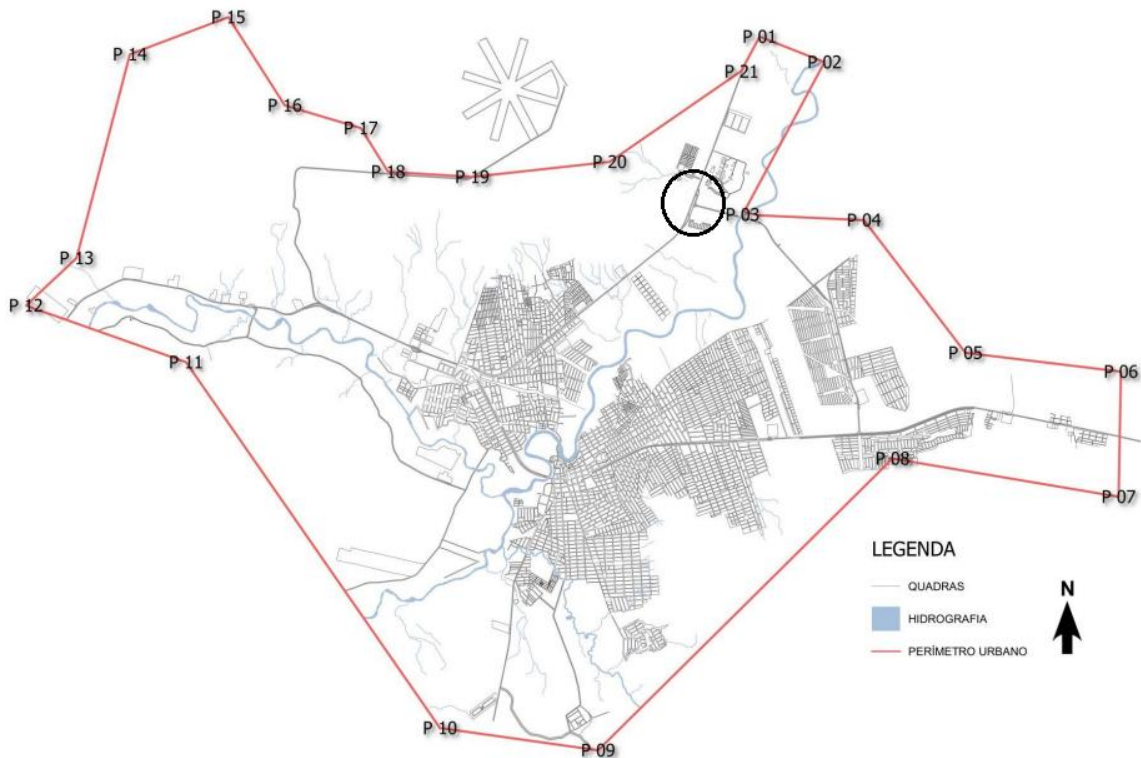 P 15
P 01
P 14
P 02
P 21
P 16
P 17
P 20
P 18
P 19
P 03
P 04
P 13
P 12
P 05
P 11
P 06
P 08
P 07
LEGENDA
QUADRAS
N
HIDROGRAFIA
PERÍMETRO URBANO
P 10
P 09